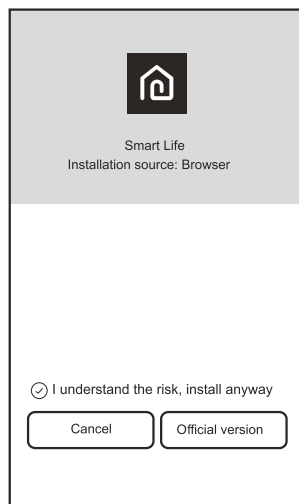 Smart Life
Installation source: Browser
I understand the risk, install anyway
Cancel
Official version